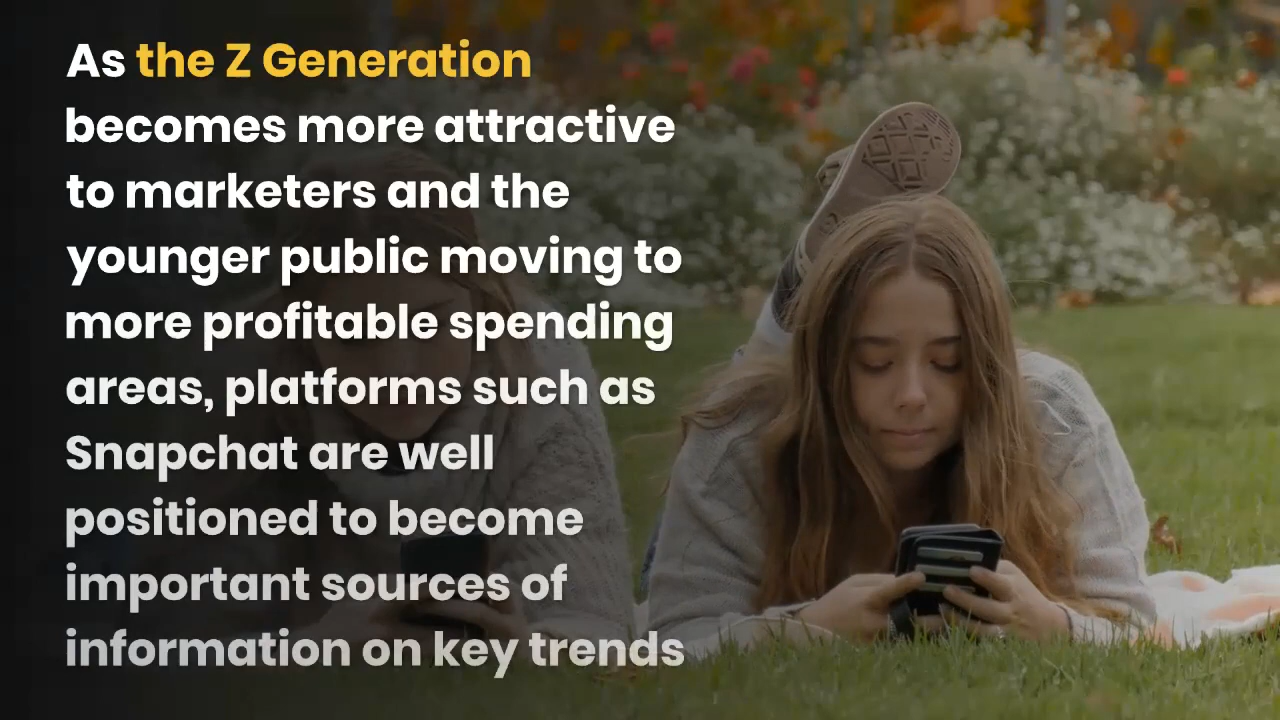 As the Z Generation
becomes more attractive
to marketers and the
younger public moving to
more profitable spending
areas, platforms such as
Snapchat are well
positioned to become
important sources of
information on key trends